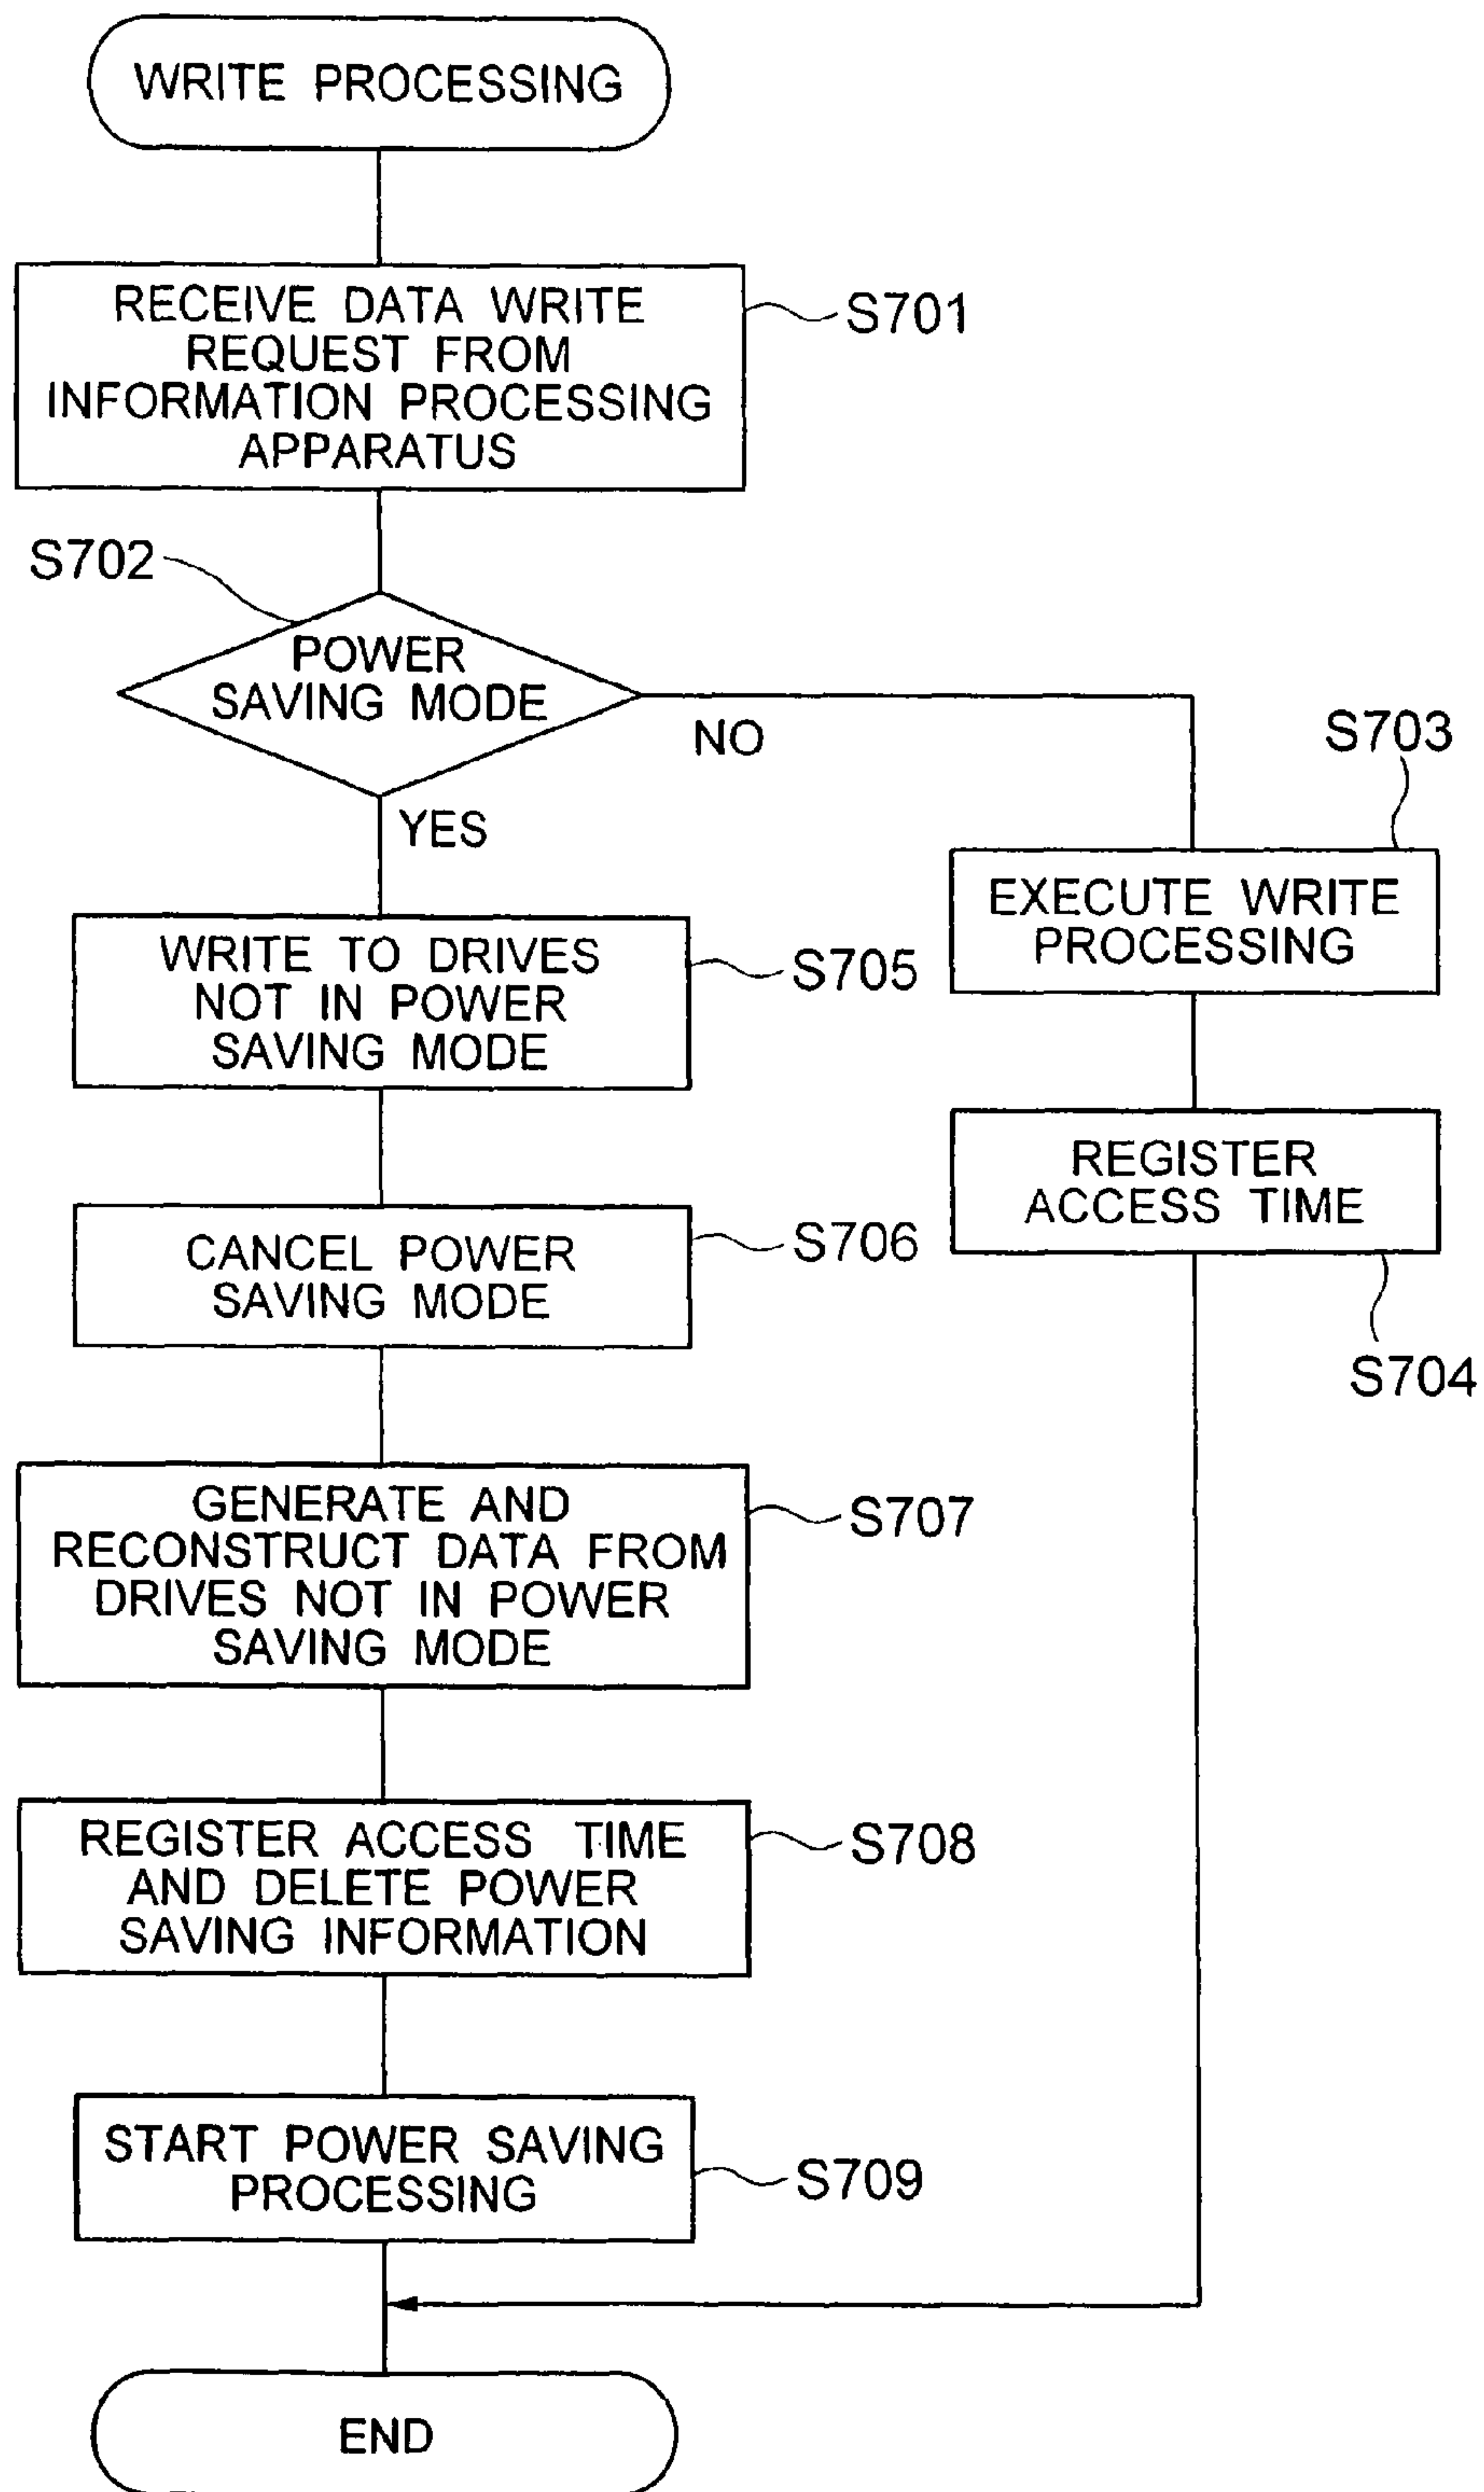 WRITE PROCESSING
RECEIVE DATA WRITE
REQUEST FROM
INFORMATION PROCESSING
APPARATUS
S701
S702
POWER
SAVING MODE
NO
YES
S703
EXECUTE WRITE
PROCESSING
WRITE TO DRIVES
NOT IN POWER
SAVING MODE
S705
REGISTER
ACCESS TIME
S704
CANCEL POWER
SAVING MODE
S706
GENERATE AND
RECONSTRUCT DATA FROM
DRIVES NOT IN POWER
SAVING MODE
S707
REGISTER ACCESS TIME
AND DELETE POWER
SAVING INFORMATION
S708
START POWER SAVING
PROCESSING
S709
END